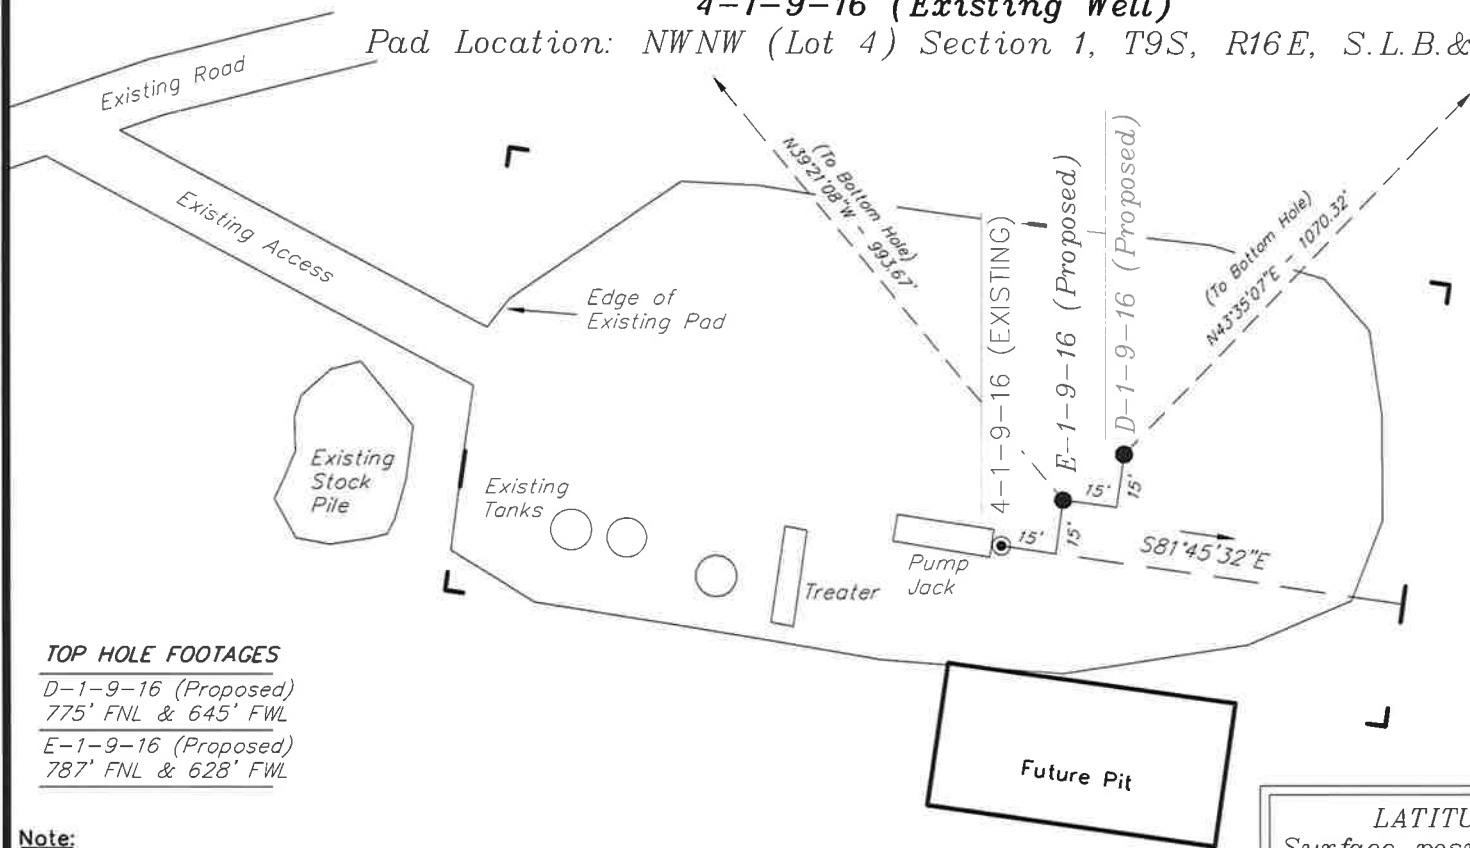 4-1-9-16 (Existing Well)
Pad Location: NWNW (Lot 4) Section 1, T9S, R16E, S.L.B.&
Existing Road
Existing Access
Edge of
Existing Pad
(To Bottom Hole)
N39°21'08"W - 993.67'
4-1-9-16 (EXISTING)
E-1-9-16 (Proposed)
D-1-9-16 (Proposed)
(To Bottom Hole)
N43°35'07"E - 1070.32'
Existing
Stock
Pile
Existing
Tanks
Treater
Pump
Jack
15'
15'
15'
15'
S81°45'32"E
TOP HOLE FOOTAGES
D-1-9-16 (Proposed)
775' FNL & 645' FWL
E-1-9-16 (Proposed)
787' FNL & 628' FWL
Future Pit
Note:
LATITU
Surface